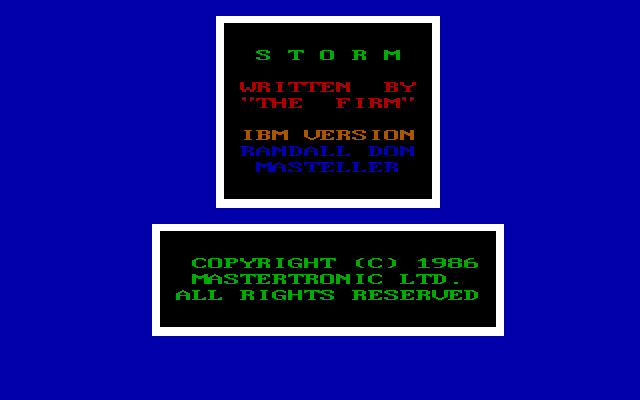 S T O R M
WRITTEN BY
"THE FIRM"
IBM VERSION
RANDALL DON
MASTELLER
COPYRIGHT (C) 1986
MASTERTRONIC LTD.
ALL RIGHTS RESERVED